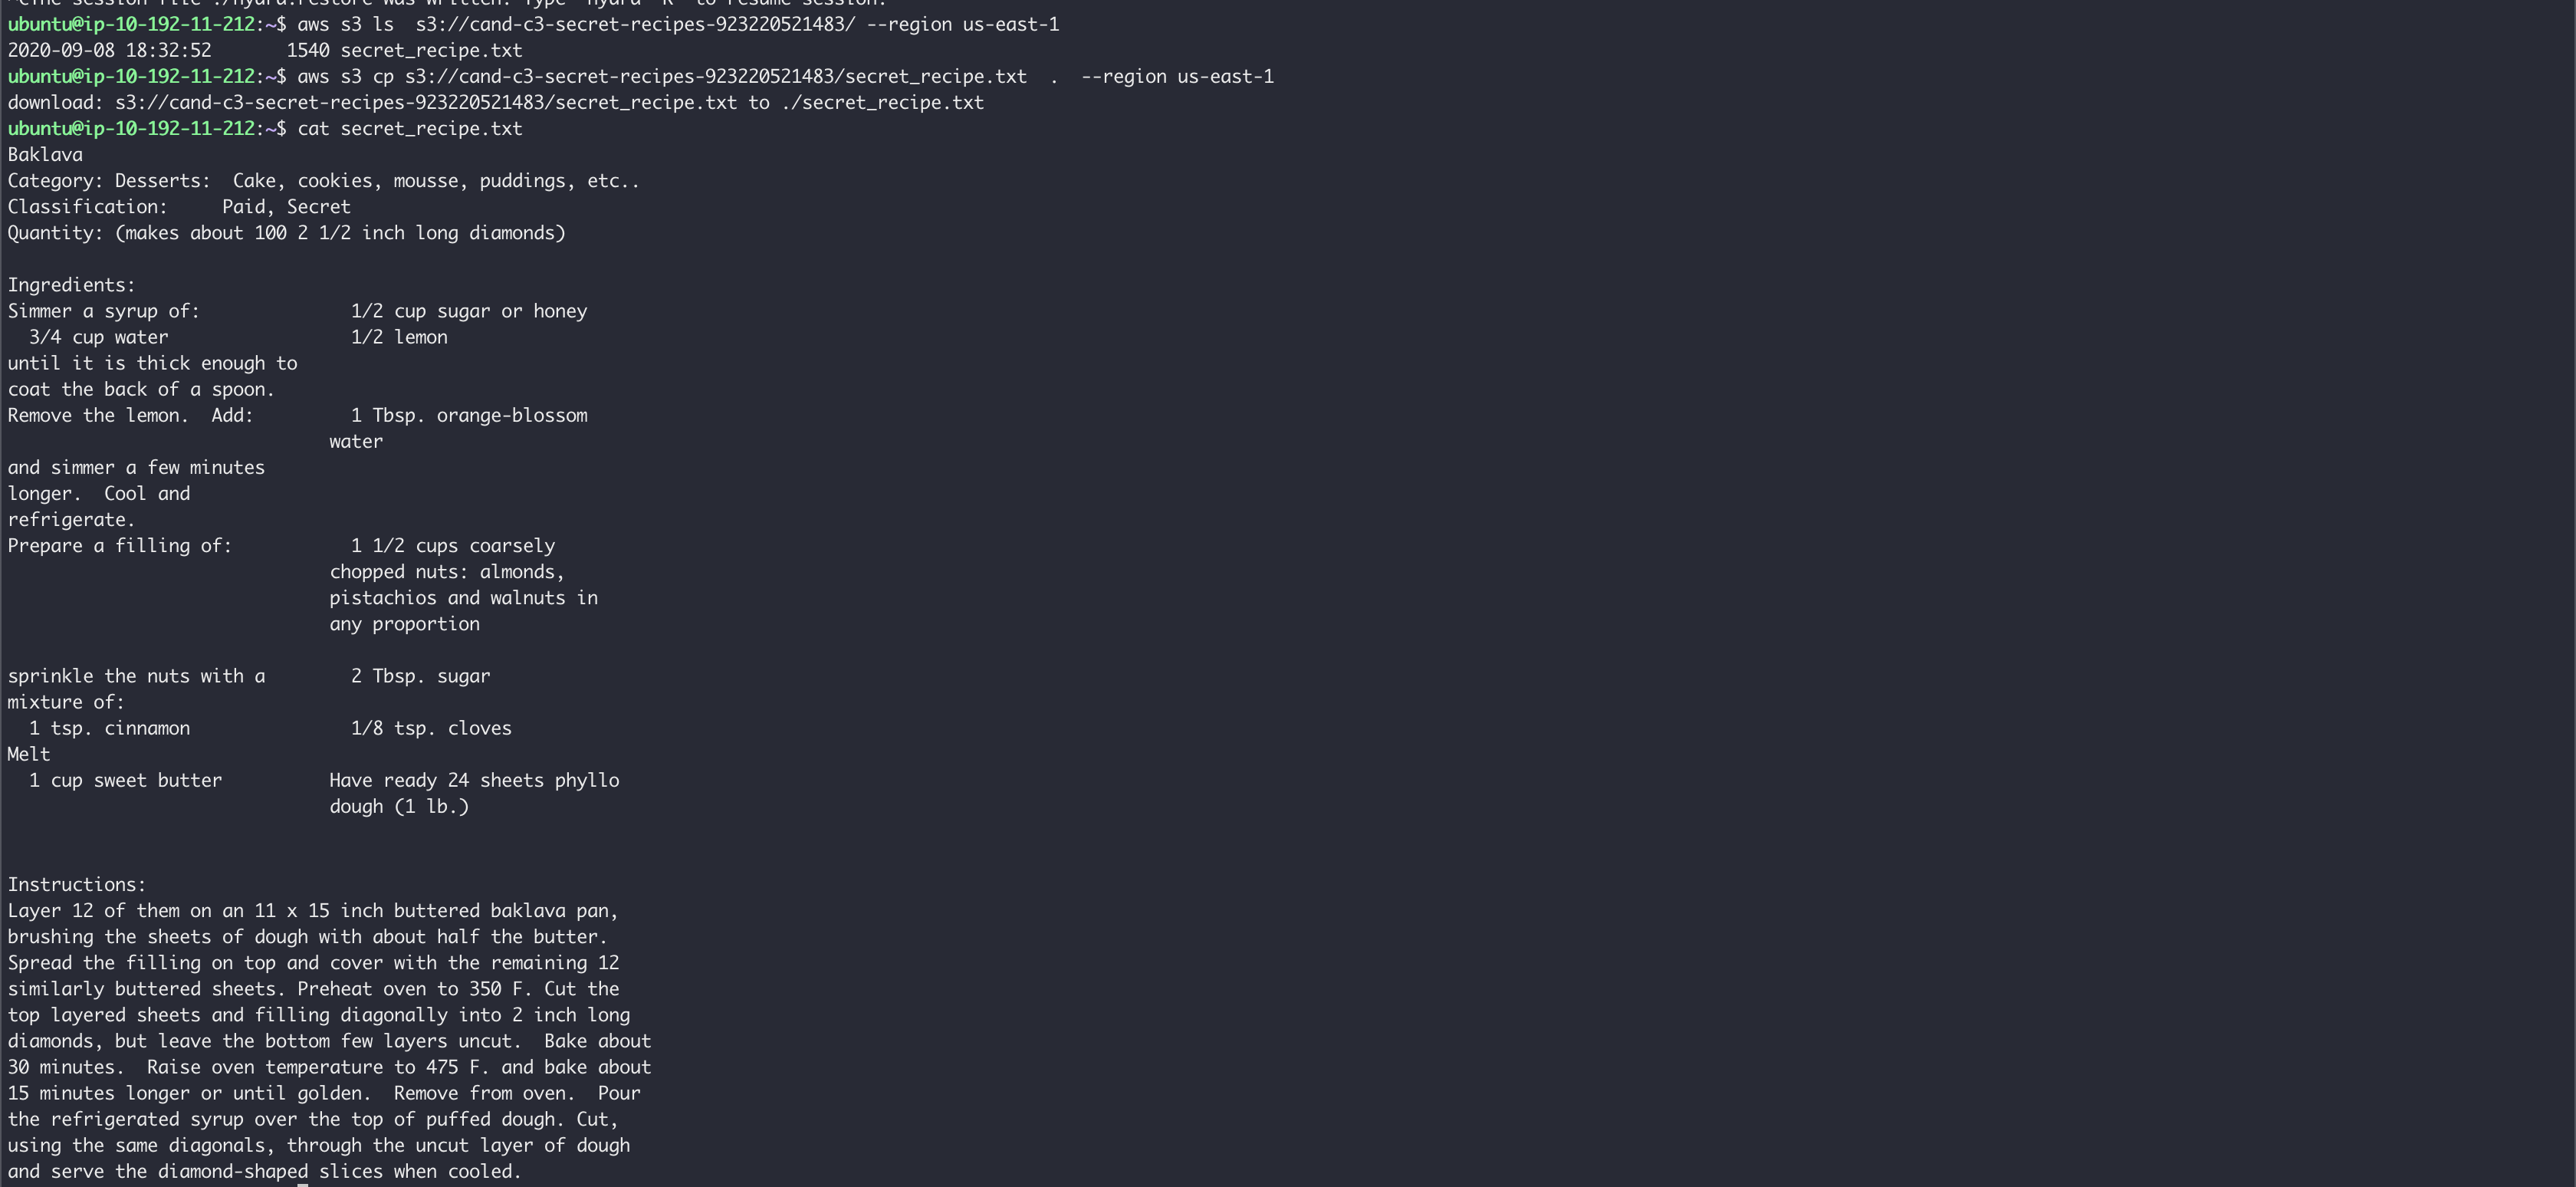 The session file ./hydra.restore was written. Type "hydra -R" to resume session.
ubuntu@ip-10-192-11-212:~$ aws s3 ls  s3://cand-c3-secret-recipes-923220521483/ --region us-east-1
2020-09-08 18:32:52       1540 secret_recipe.txt
ubuntu@ip-10-192-11-212:~$ aws s3 cp s3://cand-c3-secret-recipes-923220521483/secret_recipe.txt  .  --region us-east-1
download: s3://cand-c3-secret-recipes-923220521483/secret_recipe.txt to ./secret_recipe.txt
ubuntu@ip-10-192-11-212:~$ cat secret_recipe.txt
Baklava
Category: Desserts:  Cake, cookies, mousse, puddings, etc..
Classification:     Paid, Secret
Quantity: (makes about 100 2 1/2 inch long diamonds)

Ingredients:
Simmer a syrup of:              1/2 cup sugar or honey
  3/4 cup water                 1/2 lemon
until it is thick enough to
coat the back of a spoon.
Remove the lemon.  Add:         1 Tbsp. orange-blossom
                              water
and simmer a few minutes
longer.  Cool and
refrigerate.
Prepare a filling of:           1 1/2 cups coarsely
                              chopped nuts: almonds,
                              pistachios and walnuts in
                              any proportion

sprinkle the nuts with a        2 Tbsp. sugar
mixture of:
  1 tsp. cinnamon               1/8 tsp. cloves
Melt
  1 cup sweet butter          Have ready 24 sheets phyllo
                              dough (1 lb.)

Instructions:
Layer 12 of them on an 11 x 15 inch buttered baklava pan,
brushing the sheets of dough with about half the butter.
Spread the filling on top and cover with the remaining 12
similarly buttered sheets. Preheat oven to 350 F. Cut the
top layered sheets and filling diagonally into 2 inch long
diamonds, but leave the bottom few layers uncut.  Bake about
30 minutes.  Raise oven temperature to 475 F. and bake about
15 minutes longer or until golden.  Remove from oven.  Pour
the refrigerated syrup over the top of puffed dough. Cut,
using the same diagonals, through the uncut layer of dough
and serve the diamond-shaped slices when cooled.